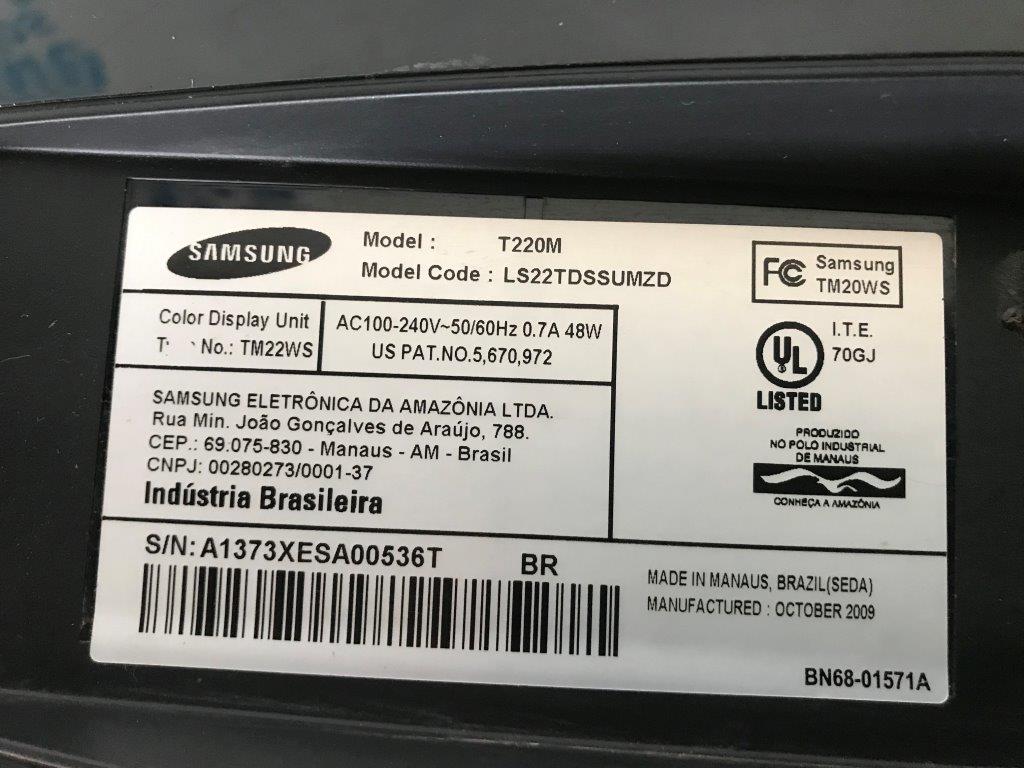 SAMSUNG
Model : T220M
Model Code : LS22TDSSUMZD
FC Samsung
TM20WS
Color Display Unit
No.: TM22WS
AC100-240V~50/60Hz 0.7A 48W
US PAT.NO.5,670,972
UL
LISTED
I.T.E.
70GJ
SAMSUNG ELETRÔNICA DA AMAZÔNIA LTDA.
Rua Min. João Gonçalves de Araújo, 788.
CEP.: 69.075-830 - Manaus - AM - Brasil
CNPJ: 00280273/0001-37
Indústria Brasileira
PRODUZIDO
NO PÓLO INDUSTRIAL
DE MANAUS
CONHEÇA A AMAZÔNIA
S/N: A1373XESA00536T BR
MADE IN MANAUS, BRAZIL(SEDA)
MANUFACTURED : OCTOBER 2009
BN68-01571A